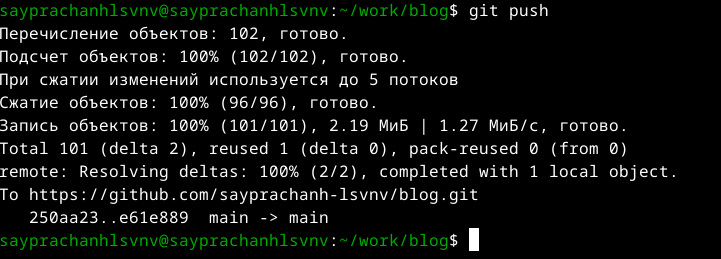 sayprachanhlsvnv@sayprachanhlsvnv:~/work/blog$ git push
Перечисление объектов: 102, готово.
Подсчет объектов: 100% (102/102), готово.
При сжатии изменений используется до 5 потоков
Сжатие объектов: 100% (96/96), готово.
Запись объектов: 100% (101/101), 2.19 МиБ | 1.27 МиБ/с, готово.
Total 101 (delta 2), reused 1 (delta 0), pack-reused 0 (from 0)
remote: Resolving deltas: 100% (2/2), completed with 1 local object.
To https://github.com/sayprachanh-lsvnv/blog.git
   250aa23..e61e889  main -> main
sayprachanhlsvnv@sayprachanhlsvnv:~/work/blog$